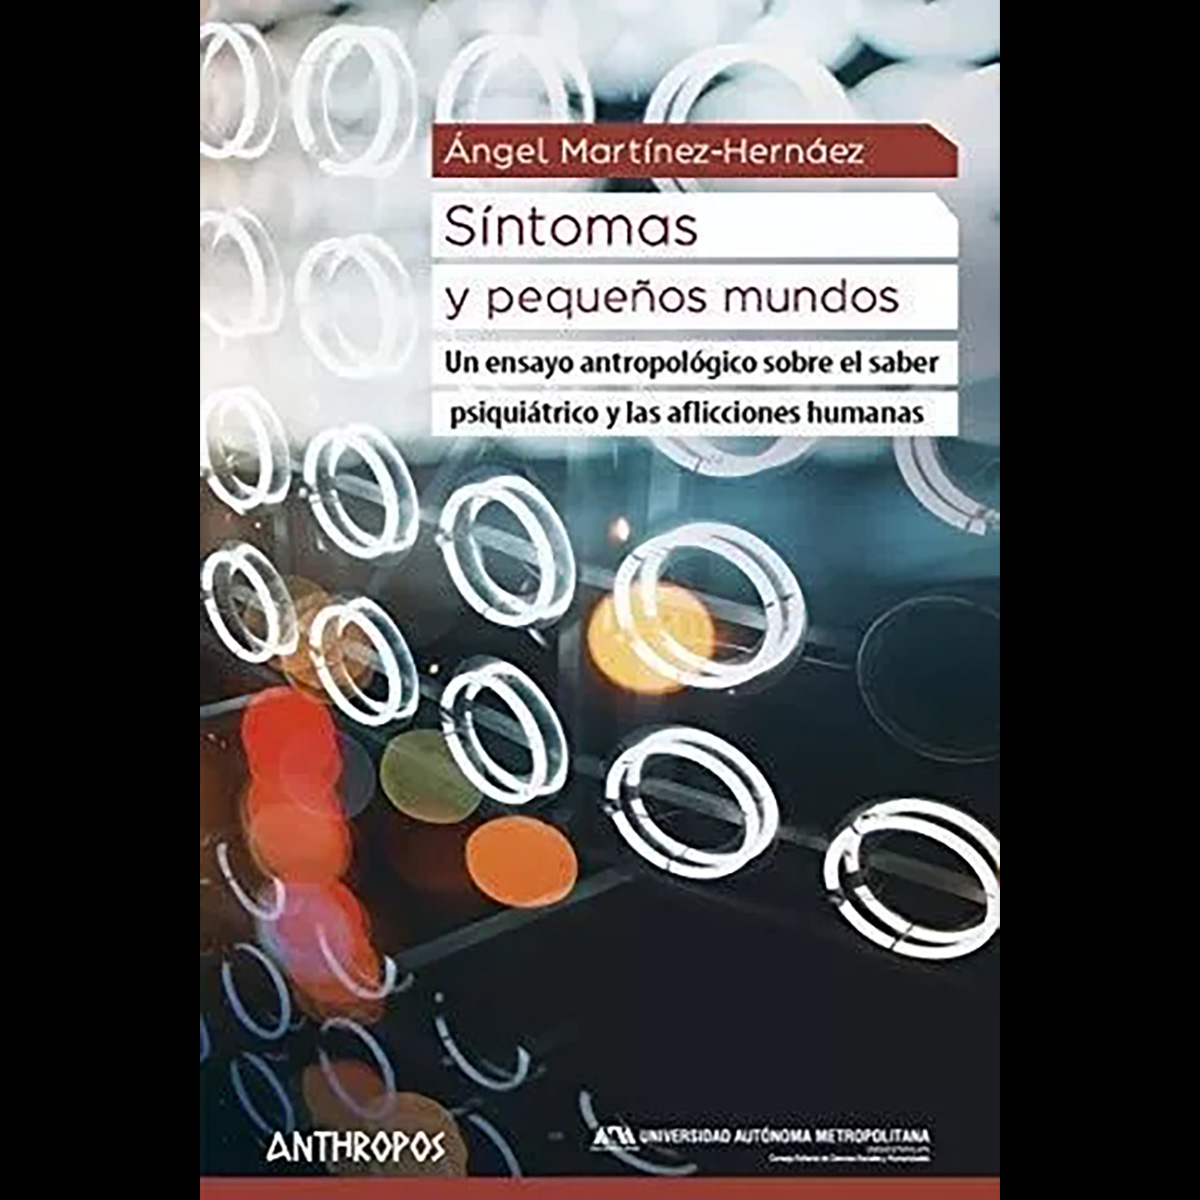 Ángel Martínez-Hernáez
Síntomas
y pequeños mundos
Un ensayo antropológico sobre el saber
psiquiátrico y las aflicciones humanas
ANTHROPOS
UNIVERSIDAD AUTÓNOMA METROPOLITANA